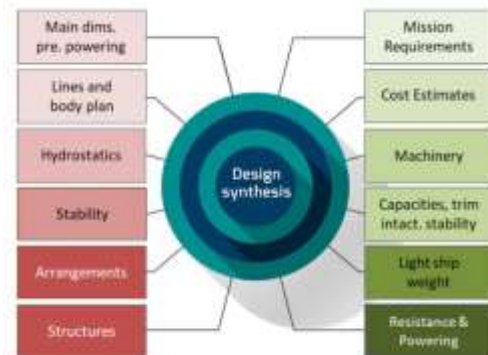 Main dims.
pre. powering
Lines and
body plan
Hydrostatics
Stability
Arrangements
Structures
Design
synthesis
Mission
Requirements
Cost Estimates
Machinery
Capacities, trim
intact. stability
Light ship
weight
Resistance &
Powering